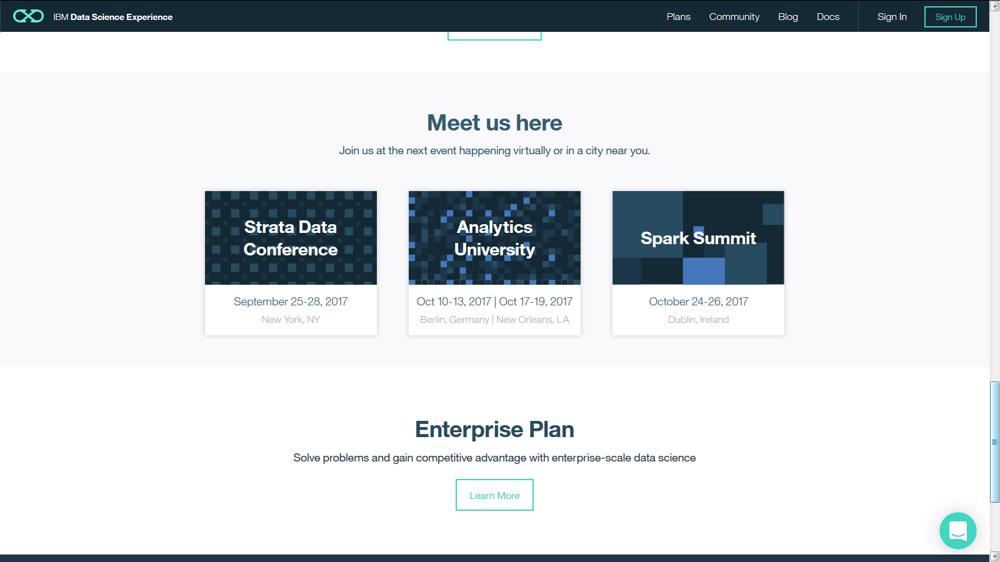 IBM Data Science Experience
Plans
Community
Blog
Docs
Sign In
Sign Up
Meet us here
Join us at the next event happening virtually or in a city near you.
Strata Data
Conference
September 25-28, 2017
New York, NY
Analytics
University
Oct 10-13, 2017 | Oct 17-19, 2017
Berlin, Germany | New Orleans, LA
Spark Summit
October 24-26, 2017
Dublin, Ireland
Enterprise Plan
Solve problems and gain competitive advantage with enterprise-scale data science
Learn More